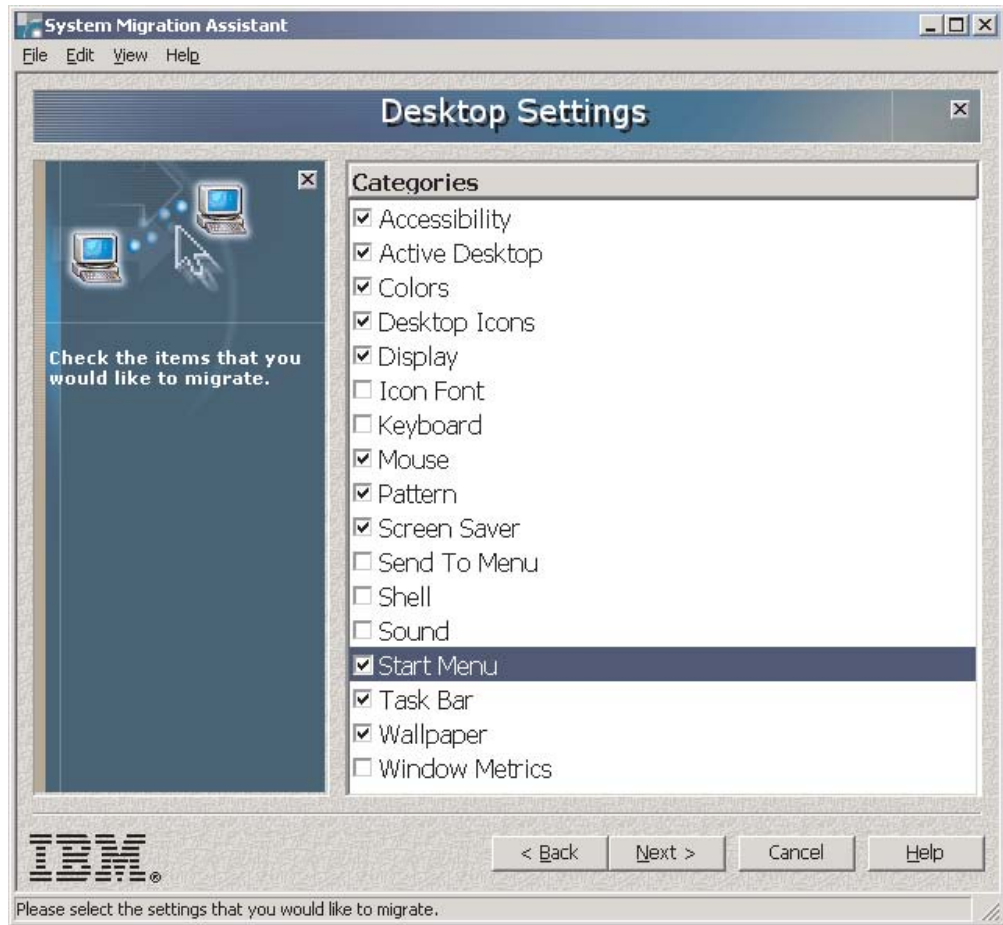 System Migration Assistant
File Edit View Help
Desktop Settings
Check the items that you
would like to migrate.
Categories
Accessibility
Active Desktop
Colors
Desktop Icons
Display
Icon Font
Keyboard
Mouse
Pattern
Screen Saver
Send To Menu
Shell
Sound
Start Menu
Task Bar
Wallpaper
Window Metrics
IBM®
< Back Next > Cancel Help
Please select the settings that you would like to migrate.